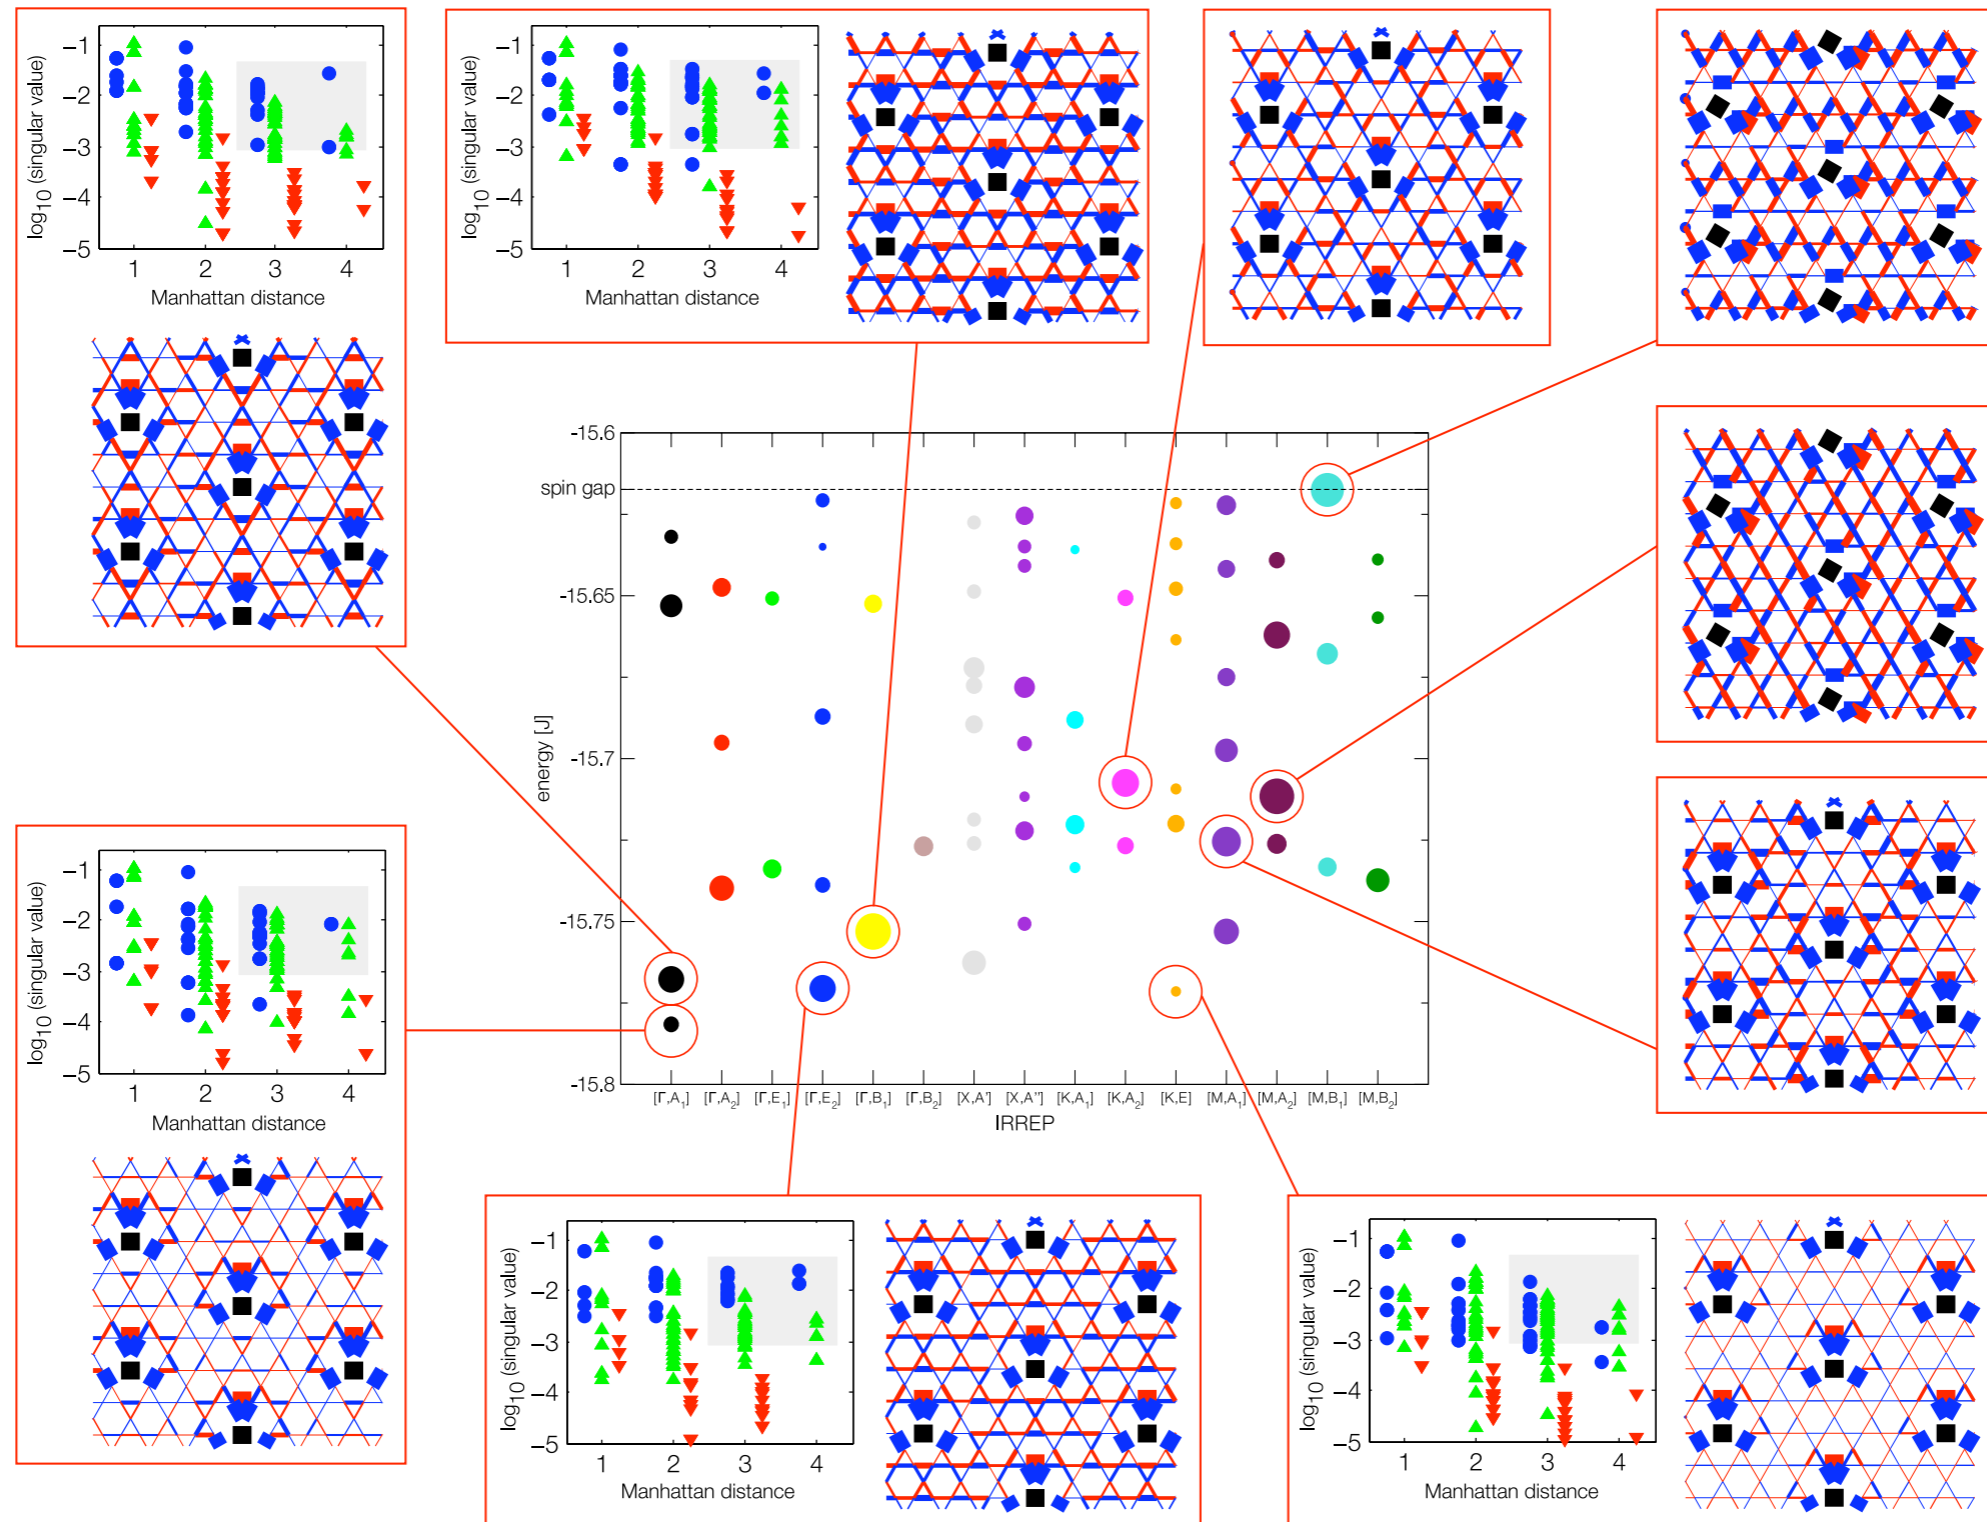 −1
−2
−3
−4
−5
log10 (singular value)
1 2 3 4
Manhattan distance
−1
−2
−3
−4
−5
log10 (singular value)
1 2 3 4
Manhattan distance
-15.6
spin gap
-15.65
-15.7
-15.75
-15.8
energy [J]
[Γ,A1] [Γ,A2] [Γ,E1] [Γ,E2] [Γ,B1] [Γ,B2] [X,A'] [X,A''] [K,A1] [K,A2] [K,E] [M,A1] [M,A2] [M,B1] [M,B2]
IRREP
−1
−2
−3
−4
−5
log10 (singular value)
1 2 3 4
Manhattan distance
−1
−2
−3
−4
−5
log10 (singular value)
1 2 3 4
Manhattan distance
−1
−2
−3
−4
−5
log10 (singular value)
1 2 3 4
Manhattan distance